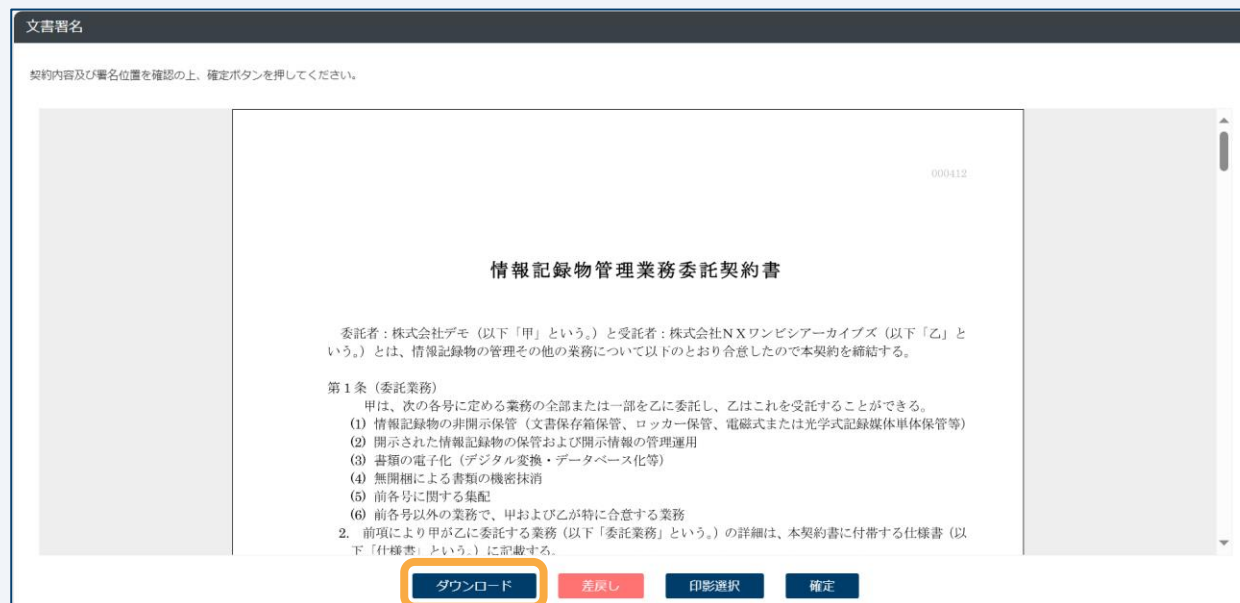 文書署名
契約内容及び署名位置を確認の上、確定ボタンを押してください。
000412
情報記録物管理業務委託契約書
委託者：株式会社デモ（以下「甲」という。）と受託者：株式会社ＮＸワンビシアーカイブズ（以下「乙」と
いう。）とは、情報記録物の管理その他の業務について以下のとおり合意したので本契約を締結する。
第１条（委託業務）
甲は、次の各号に定める業務の全部または一部を乙に委託し、乙はこれを受託することができる。
(1) 情報記録物の非開示保管（文書保存箱保管、ロッカー保管、電磁式または光学式記録媒体単体保管等）
(2) 開示された情報記録物の保管および開示情報の管理運用
(3) 書類の電子化（デジタル変換・データベース化等）
(4) 無開梱による書類の機密抹消
(5) 前各号に関する集配
(6) 前各号以外の業務で、甲および乙が特に合意する業務
2. 前項により甲が乙に委託する業務（以下「委託業務」という。）の詳細は、本契約書に付帯する仕様書（以
下「仕様書」という。）に記載する。
ダウンロード 差戻し 印影選択 確定